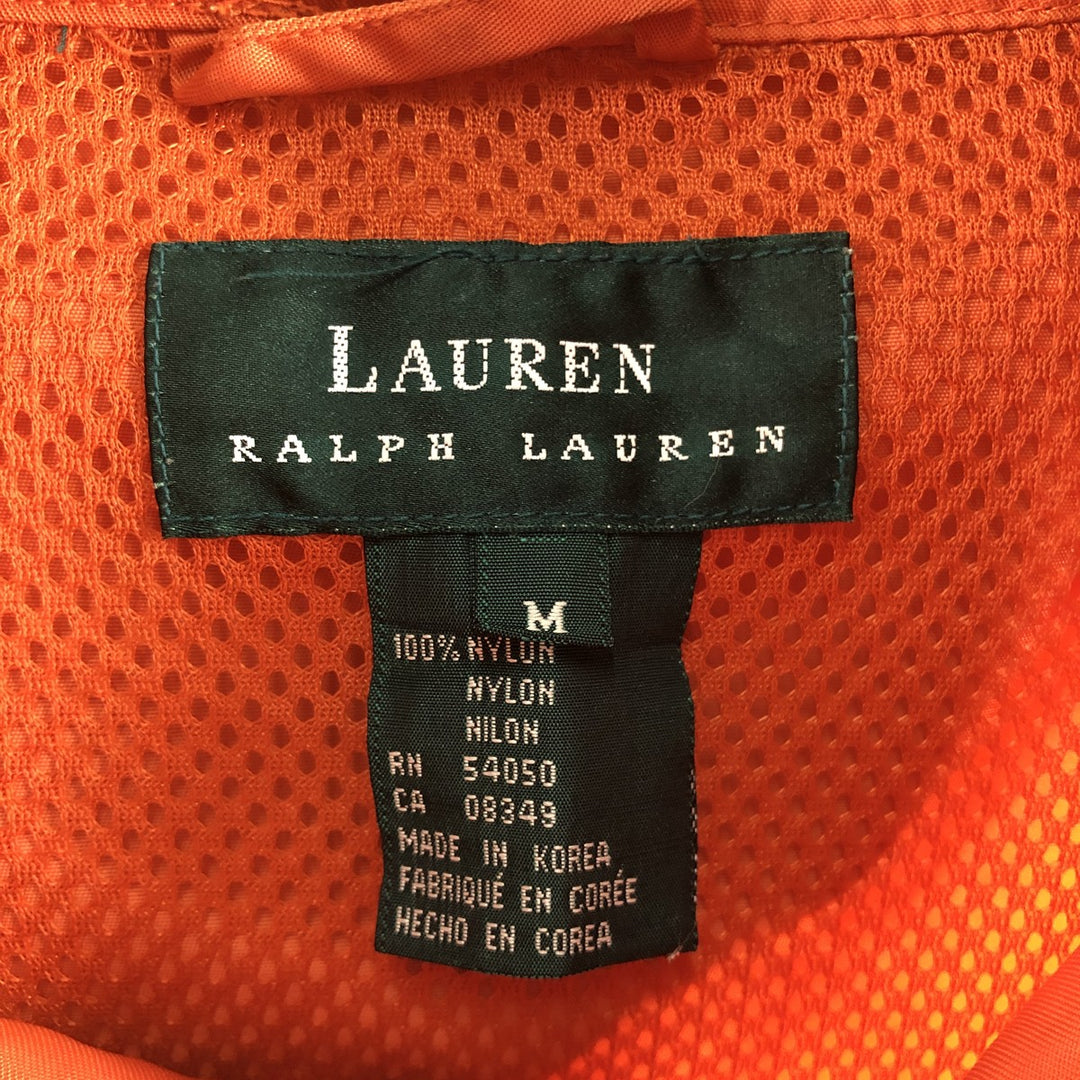 LAUREN
RALPH LAUREN
M
100% NYLON
NYLON
NILON
RN 54050
CA 08349
MADE IN KOREA
FABRIQUÉ EN CORÉE
HECHO EN COREA